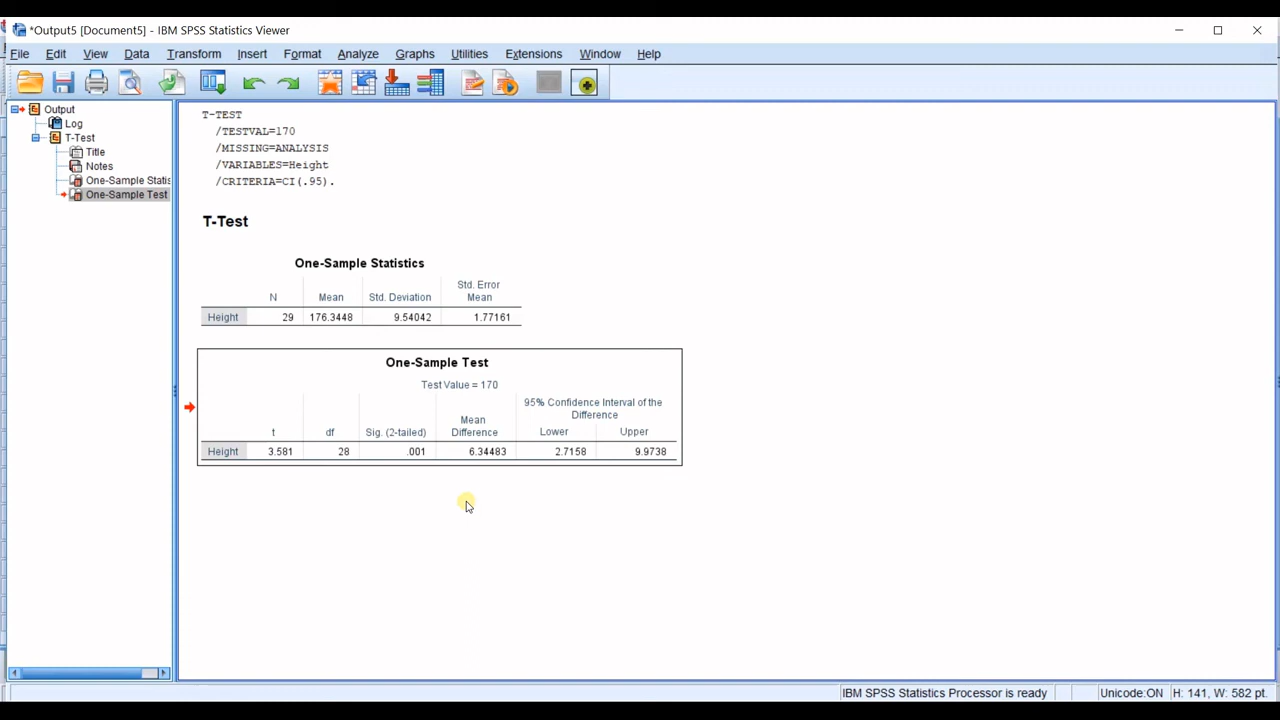 *Output5 [Document5] - IBM SPSS Statistics Viewer
File Edit View Data Transform Insert Format Analyze Graphs Utilities Extensions Window Help
Output
Log
T-Test
Title
Notes
One-Sample Statis
One-Sample Test
T-TEST
/TESTVAL=170
/MISSING=ANALYSIS
/VARIABLES=Height
/CRITERIA=CI(.95).
T-Test
One-Sample Statistics
N Mean Std. Deviation Std. Error Mean
Height 29 176.3448 9.54042 1.77161
One-Sample Test
Test Value = 170
95% Confidence Interval of the Difference
t df Sig. (2-tailed) Mean Difference Lower Upper
Height 3.581 28 .001 6.34483 2.7158 9.9738
IBM SPSS Statistics Processor is ready Unicode:ON H: 141, W: 582 pt.